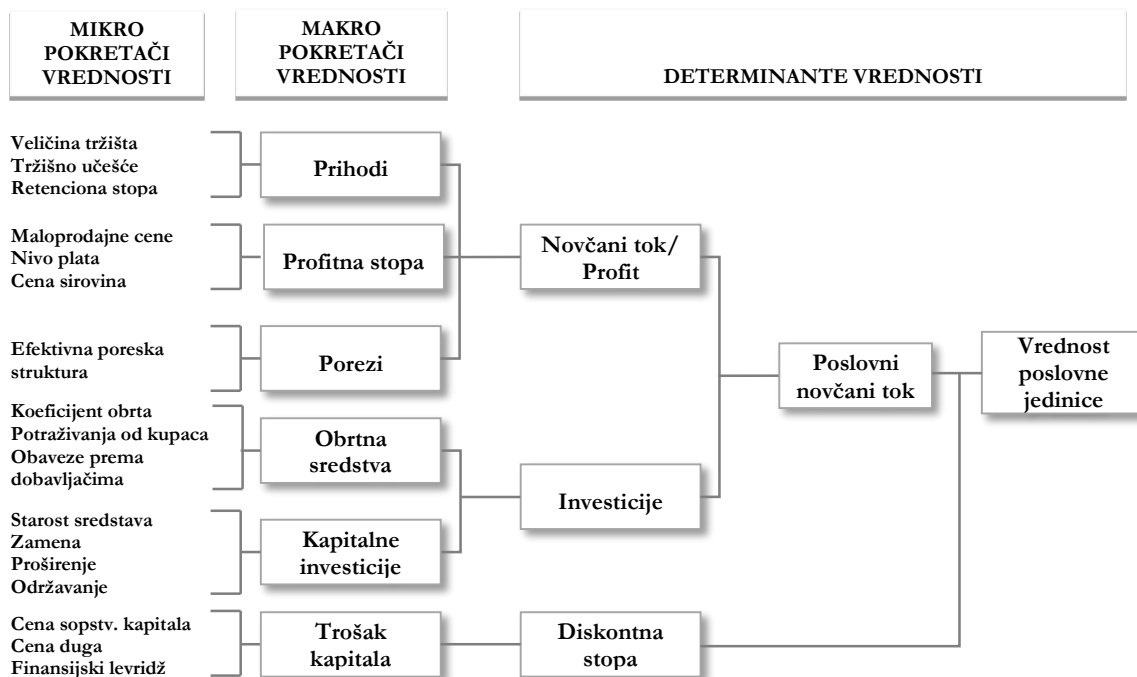 MIKRO
POKRETAČI
VREDNOSTI
MAKRO
POKRETAČI
VREDNOSTI
DETERMINANTE VREDNOSTI
Veličina tržišta
Tržišno učešće
Retenciona stopa
Prihodi
Maloprodajne cene
Nivo plata
Cena sirovina
Profitna stopa
Novčani tok/
Profit
Efektivna poreska
struktura
Porezi
Poslovni
novčani tok
Vrednost
poslovne
jedinice
Koeficijent obrta
Potraživanja od kupaca
Obaveze prema
dobavljačima
Obrtna
sredstva
Investicije
Starost sredstava
Zamena
Proširenje
Održavanje
Kapitalne
investicije
Cena sopstv. kapitala
Cena duga
Finansijski levridž
Trošak
kapitala
Diskontna
stopa